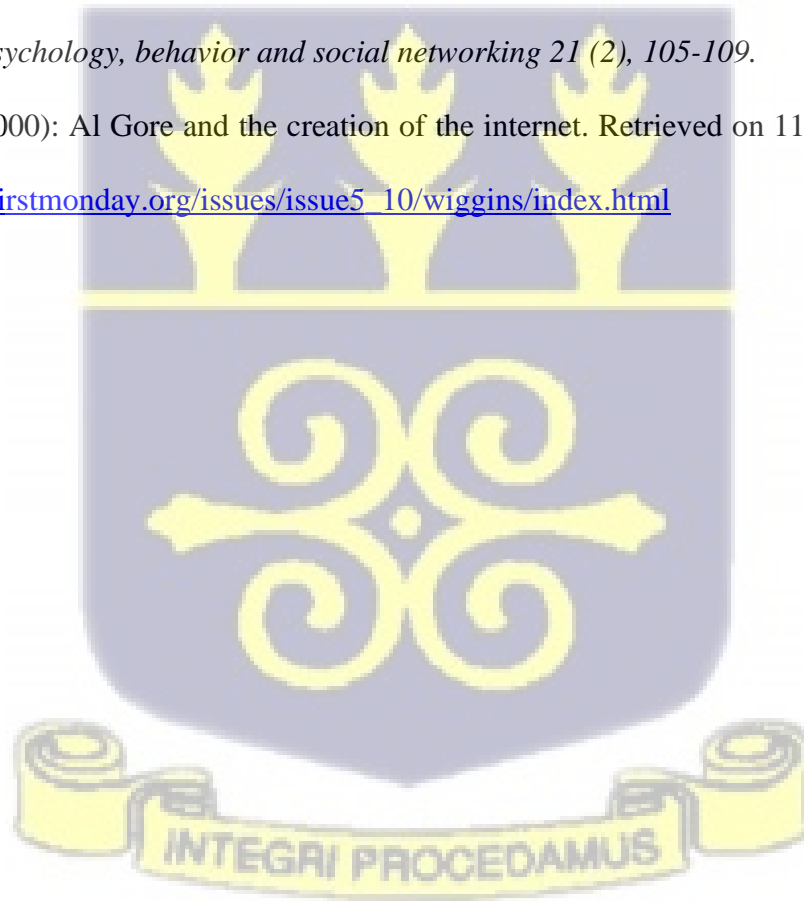 sychology, behavior and social networking 21 (2), 105-109.
000): Al Gore and the creation of the internet. Retrieved on 11
irstmonday.org/issues/issue5_10/wiggins/index.html
INTEGRI PROCEDAMUS